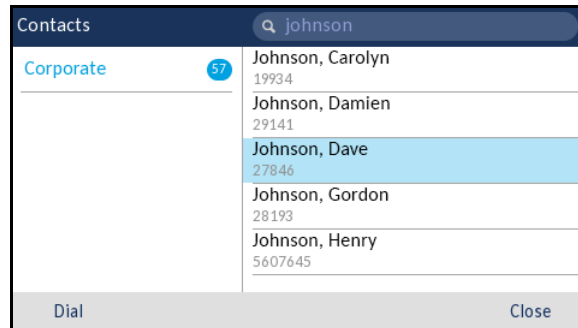 Contacts
johnson
Corporate 57
Johnson, Carolyn
19934
Johnson, Damien
29141
Johnson, Dave
27846
Johnson, Gordon
28193
Johnson, Henry
5607645
Dial Close